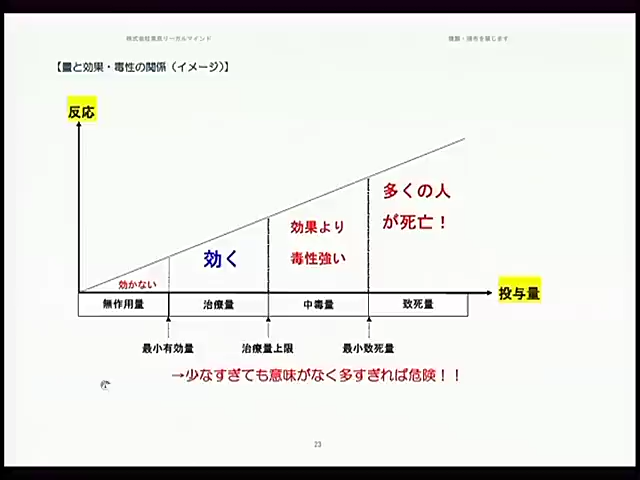 株式会社東京リーガルマインド
複製・頒布を禁じます
【量と効果・毒性の関係（イメージ）】
反応
多くの人
が死亡！
効果より
毒性強い
効く
効かない
投与量
無作用量 治療量 中毒量 致死量
最小有効量 治療量上限 最小致死量
→少なすぎても意味がなく多すぎれば危険！！
23